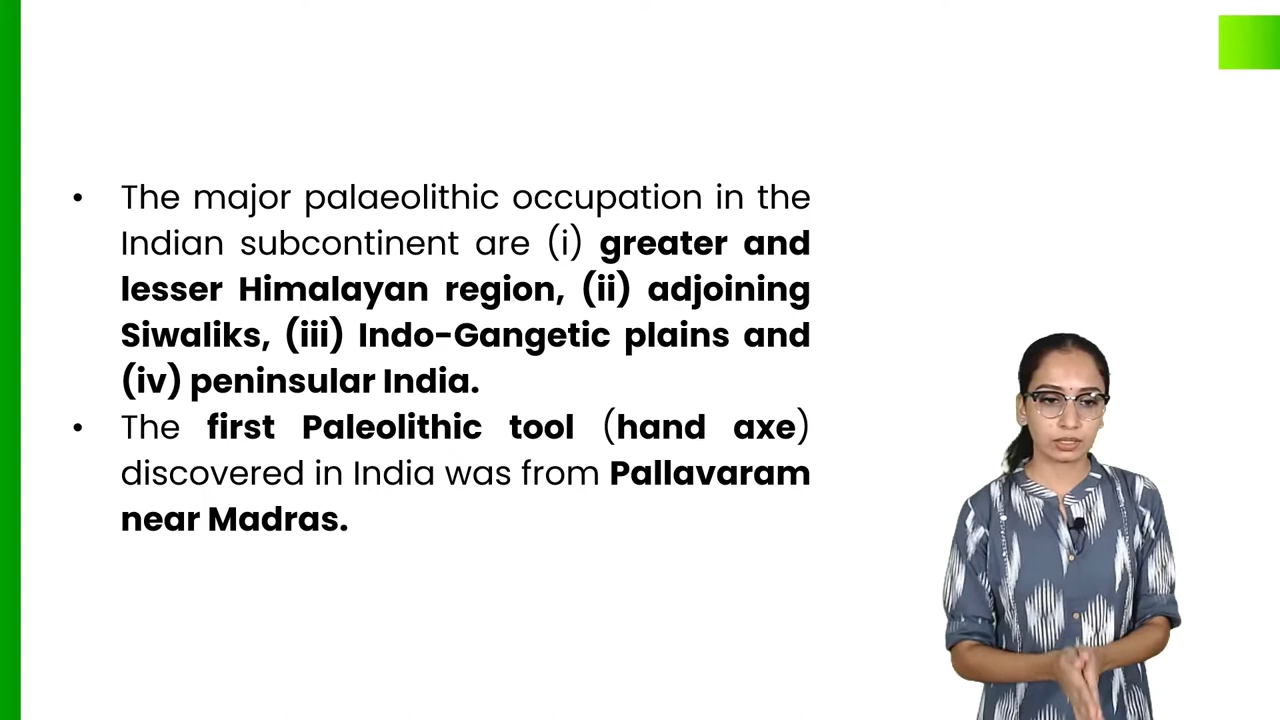 • The major palaeolithic occupation in the
Indian subcontinent are (i) greater and
lesser Himalayan region, (ii) adjoining
Siwaliks, (iii) Indo-Gangetic plains and
(iv) peninsular India.
• The first Paleolithic tool (hand axe)
discovered in India was from Pallavaram
near Madras.